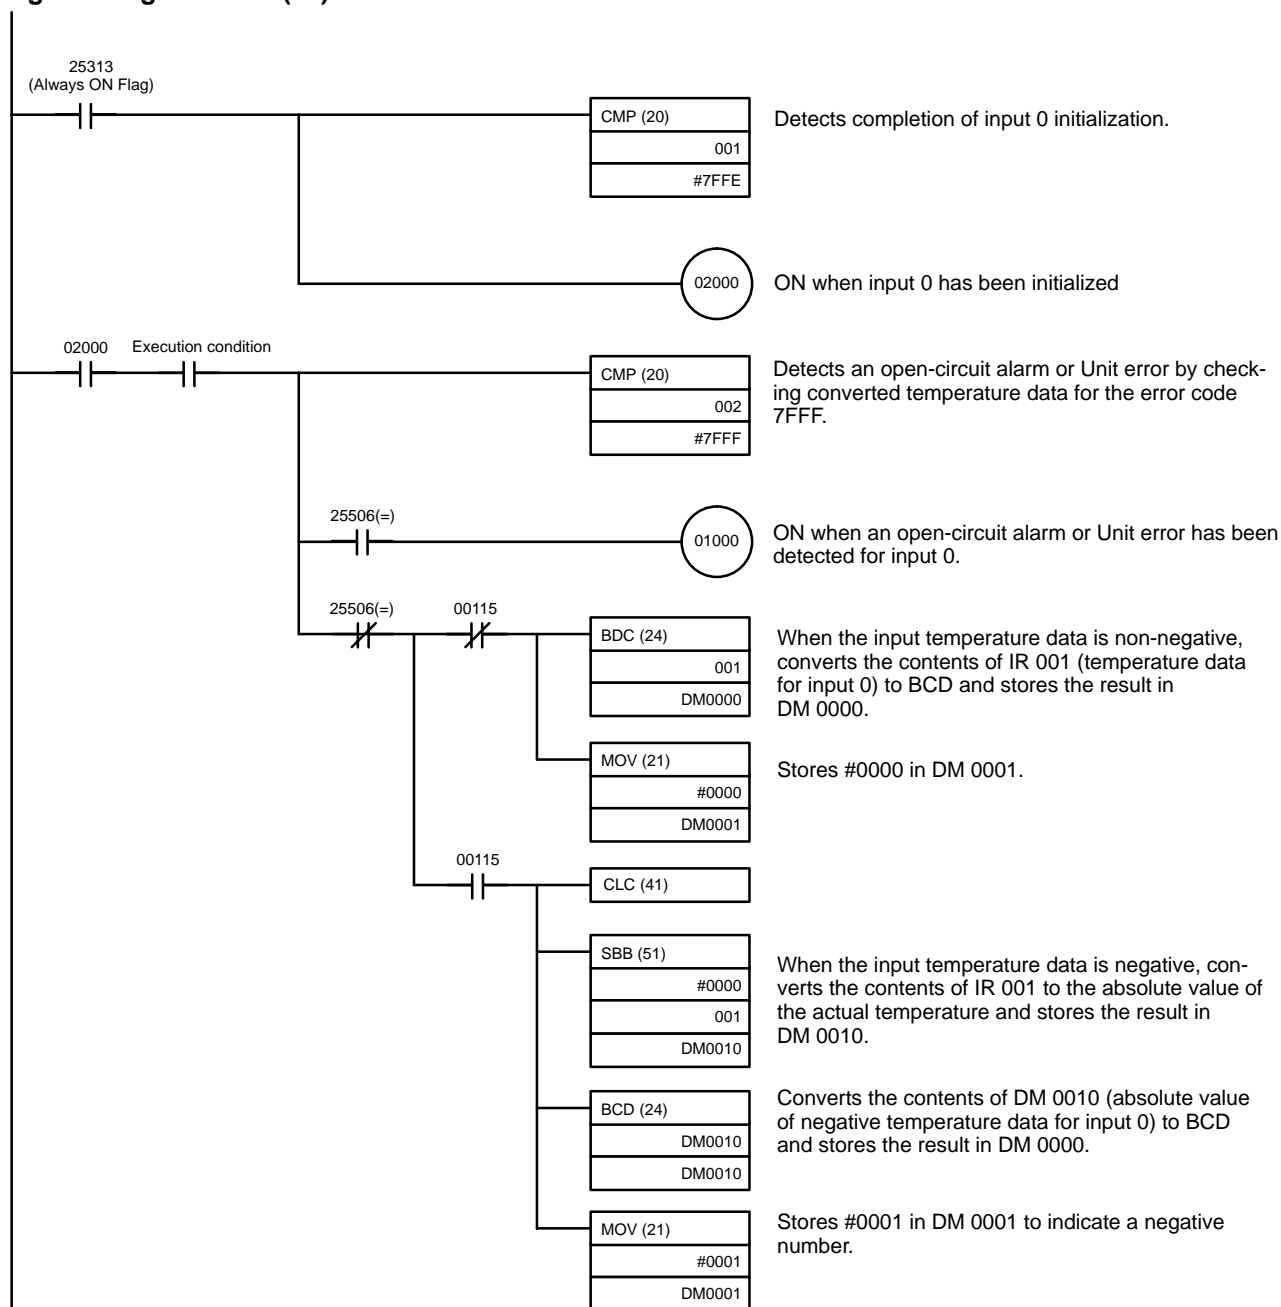 25313
(Always ON Flag)
CMP (20)
001
#7FFE
Detects completion of input 0 initialization.
02000
ON when input 0 has been initialized
02000
Execution condition
CMP (20)
002
#7FFF
Detects an open-circuit alarm or Unit error by check-
ing converted temperature data for the error code
7FFF.
25506(=)
01000
ON when an open-circuit alarm or Unit error has been
detected for input 0.
25506(=)
00115
BDC (24)
001
DM0000
When the input temperature data is non-negative,
converts the contents of IR 001 (temperature data
for input 0) to BCD and stores the result in
DM 0000.
MOV (21)
#0000
DM0001
Stores #0000 in DM 0001.
00115
CLC (41)
SBB (51)
#0000
001
DM0010
When the input temperature data is negative, con-
verts the contents of IR 001 to the absolute value of
the actual temperature and stores the result in
DM 0010.
BCD (24)
DM0010
DM0010
Converts the contents of DM 0010 (absolute value
of negative temperature data for input 0) to BCD
and stores the result in DM 0000.
MOV (21)
#0001
DM0001
Stores #0001 in DM 0001 to indicate a negative
number.